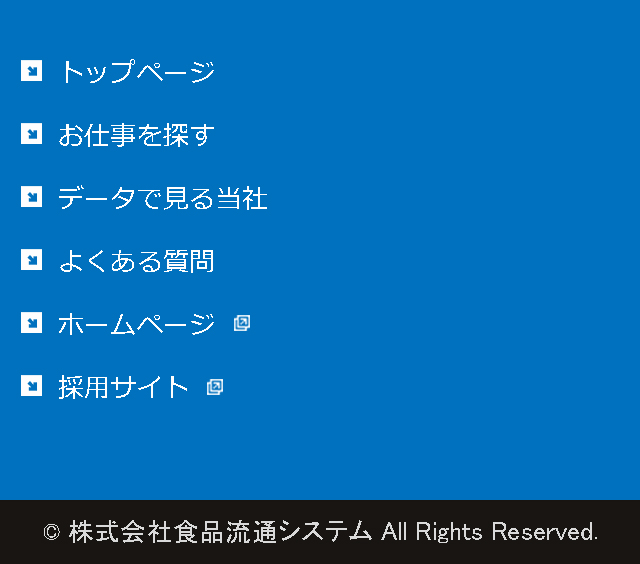 トップページ
お仕事を探す
データで見る当社
よくある質問
ホームページ
採用サイト
© 株式会社食品流通システム All Rights Reserved.